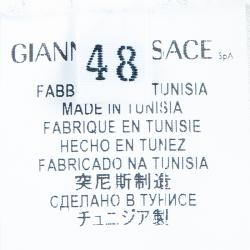 GIANN 48 SACE SpA
FABB TUNISIA
MADE IN TUNISIA
FABRIQUE EN TUNISIE
HECHO EN TUNEZ
FABRICADO NA TUNISIA
突尼斯制造
СДЕЛАНО В ТУНИСЕ
チュニジア製